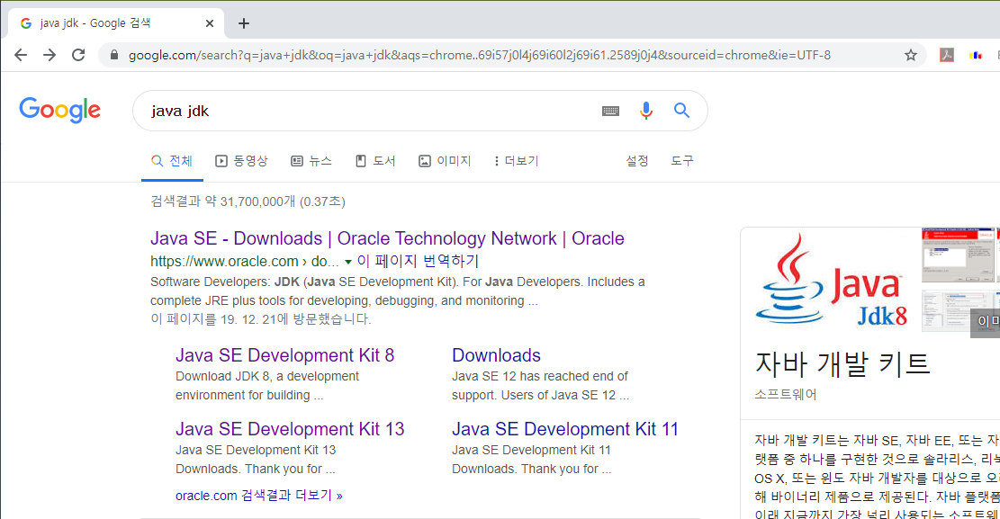 java jdk - Google 검색
google.com/search?q=java+jdk&oq=java+jdk&aqs=chrome..69i57j0l4j69i60l2j69i61.2589j0j4&sourceid=chrome&ie=UTF-8
Google
java jdk
전체 동영상 뉴스 도서 이미지 더보기 설정 도구
검색결과 약 31,700,000개 (0.37초)
Java SE - Downloads | Oracle Technology Network | Oracle
https://www.oracle.com › do... 이 페이지 번역하기
Software Developers: JDK (Java SE Development Kit). For Java Developers. Includes a
complete JRE plus tools for developing, debugging, and monitoring ...
이 페이지를 19. 12. 21에 방문했습니다.
Java SE Development Kit 8
Download JDK 8, a development
environment for building ...
Downloads
Java SE 12 has reached end of
support. Users of Java SE 12 ...
Java SE Development Kit 13
Java SE Development Kit 13
Downloads. Thank you for ...
Java SE Development Kit 11
Java SE Development Kit 11
Downloads. Thank you for ...
oracle.com 검색결과 더보기 »
Java
Jdk8
자바 개발 키트
소프트웨어
자바 개발 키트는 자바 SE, 자바 EE, 또는 자
랫폼 중 하나를 구현한 것으로 솔라리스,
OS X, 또는 윈도 자바 개발자를 대상으로
해 바이너리 제품으로 제공된다. 자바 플랫폼
이래 지금까지 가장 널리 사용되는